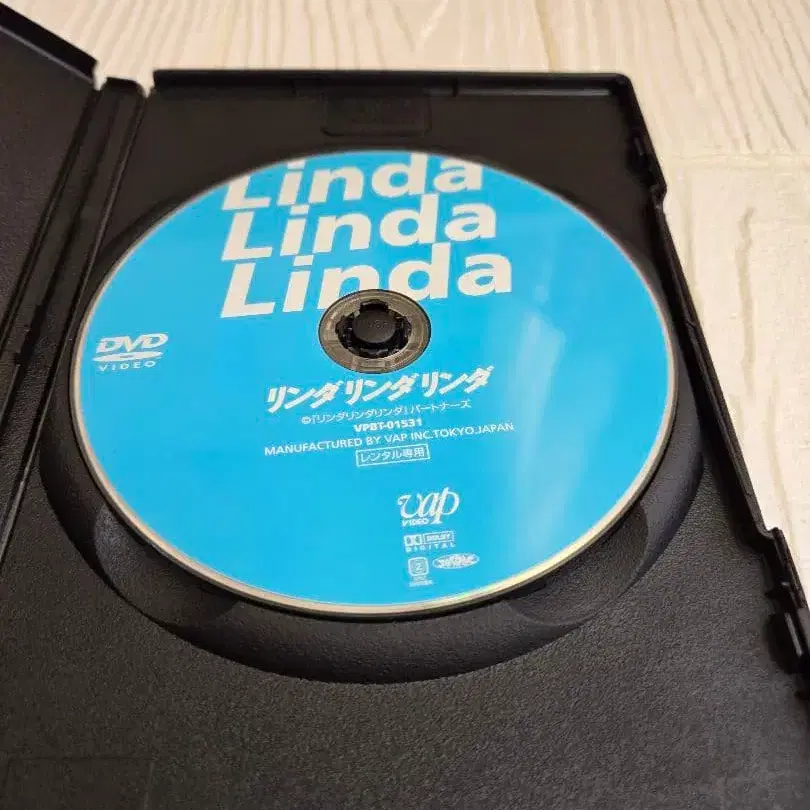 Linda
Linda
Linda
DVD
VIDEO
リンダリンダリンダ
©「リンダリンダリンダ」パートナーズ
VPBT-01531
MANUFACTURED BY VAP INC.TOKYO.JAPAN
レンタル専用
vap
VIDEO
DOLBY
DIGITAL
2